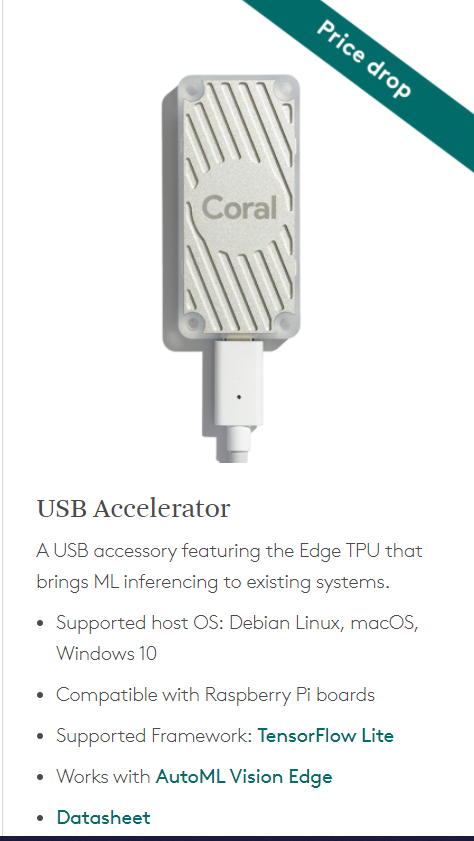 Price drop
Coral
USB Accelerator
A USB accessory featuring the Edge TPU that
brings ML inferencing to existing systems.
• Supported host OS: Debian Linux, macOS,
Windows 10
• Compatible with Raspberry Pi boards
• Supported Framework: TensorFlow Lite
• Works with AutoML Vision Edge
• Datasheet